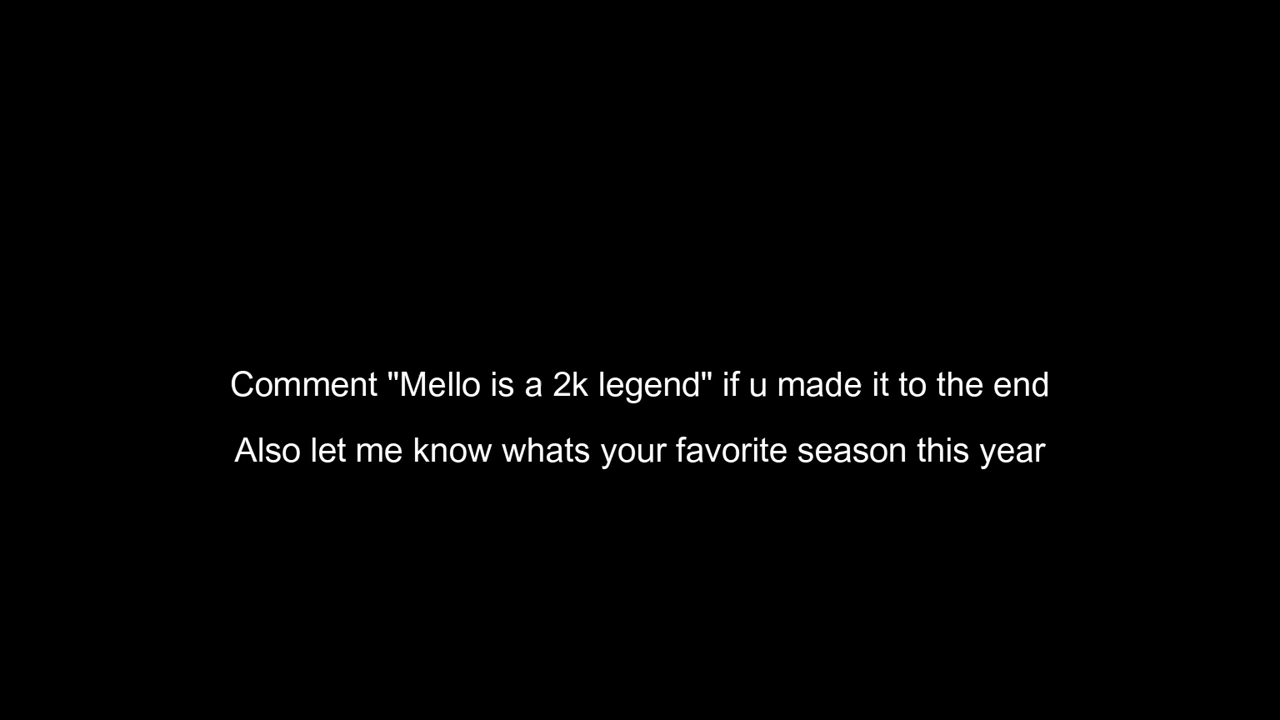 Comment "Mello is a 2k legend" if u made it to the end
Also let me know whats your favorite season this year